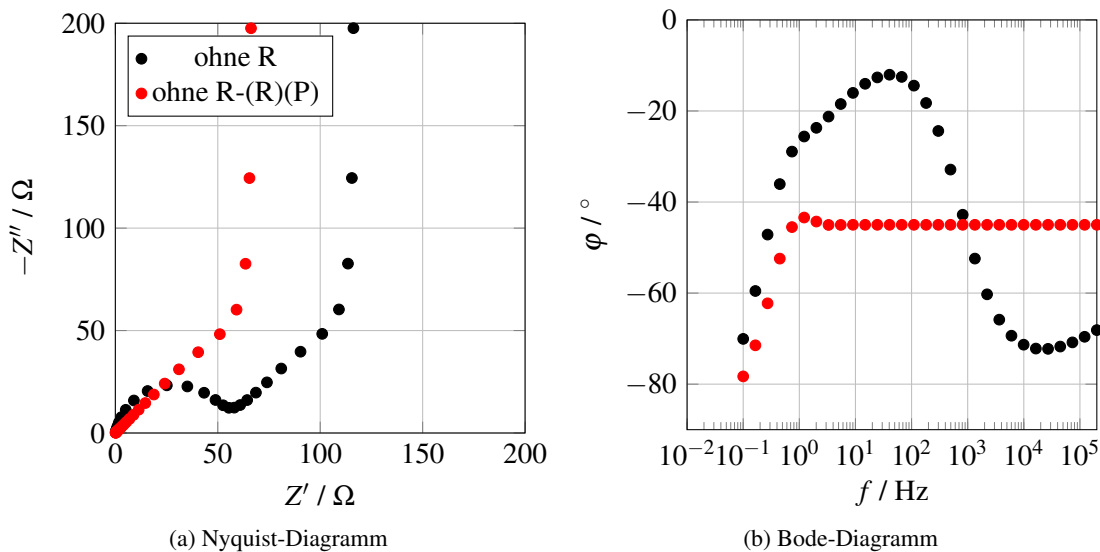 200
150
100
50
0
0
50
100
150
200
−Z′′ / Ω
Z′ / Ω
ohne R
ohne R-(R)(P)
(a) Nyquist-Diagramm
0
−20
−40
−60
−80
10⁻²
10⁻¹
10⁰
10¹
10²
10³
10⁴
10⁵
φ / °
f / Hz
(b) Bode-Diagramm